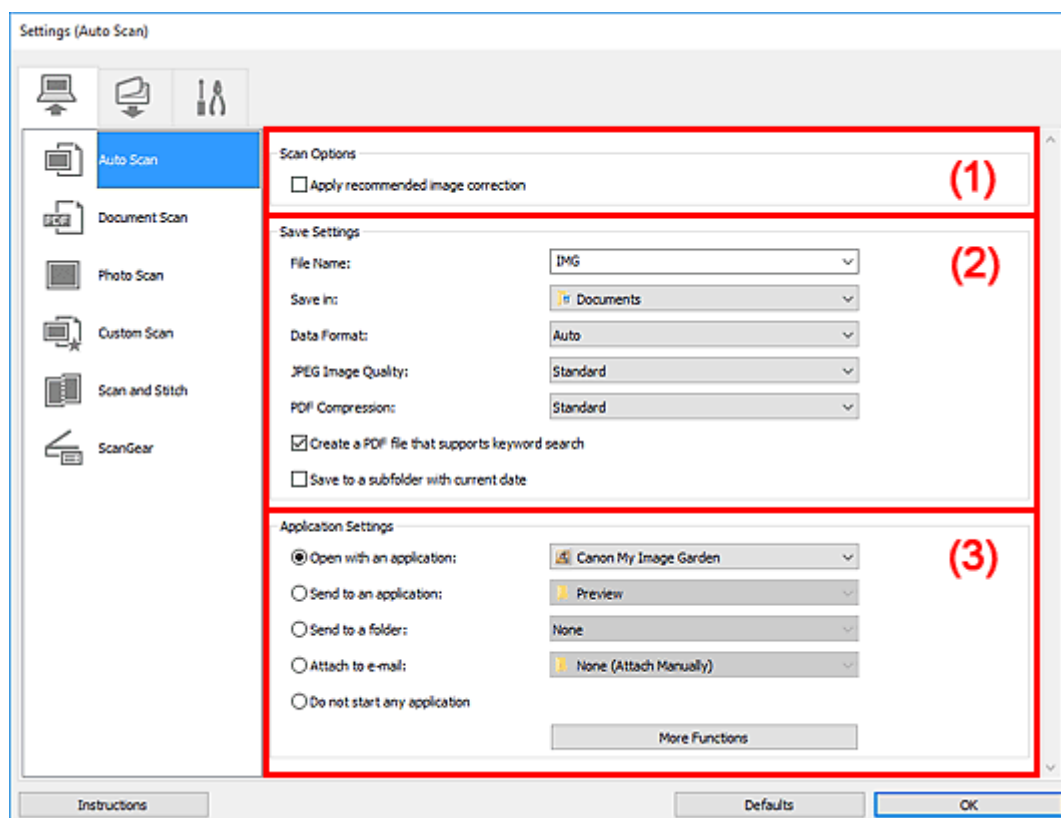 Settings (Auto Scan)
Auto Scan
Document Scan
PDF
Photo Scan
Custom Scan
Scan and Stitch
ScanGear
Scan Options
(1)
Apply recommended image correction
Save Settings
(2)
File Name: IMG
Save in: Documents
Data Format: Auto
JPEG Image Quality: Standard
PDF Compression: Standard
Create a PDF file that supports keyword search
Save to a subfolder with current date
Application Settings
(3)
Open with an application: Canon My Image Garden
Send to an application: Preview
Send to a folder: None
Attach to e-mail: None (Attach Manually)
Do not start any application
More Functions
Instructions Defaults OK